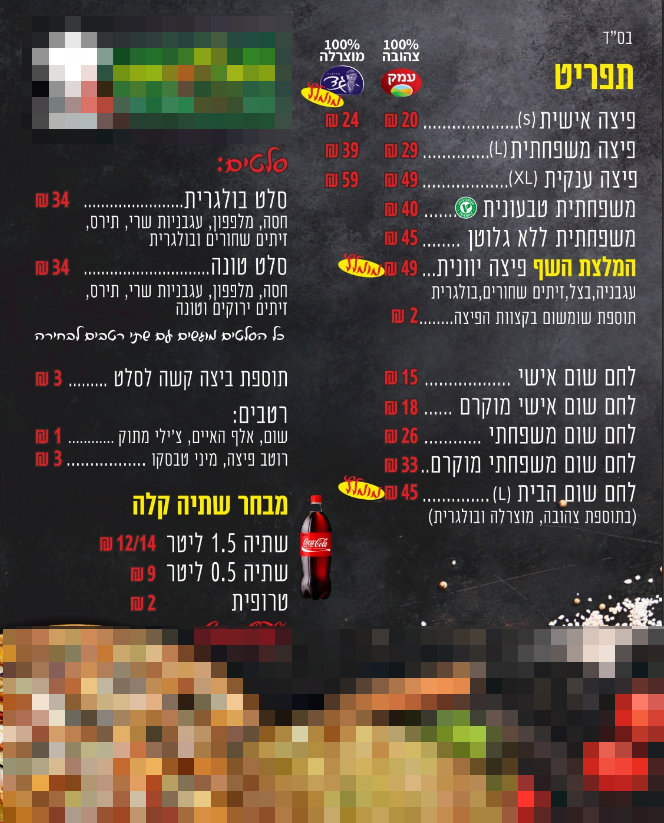 בס"ד
תפריט
100% צהובה
100% מוצרלה
עמק
גד
מומלץ
פיצה אישית (S)................... 20 ₪ 24 ₪
פיצה משפחתית (L)............... 29 ₪ 39 ₪
פיצה ענקית (XL)................. 49 ₪ 59 ₪
משפחתית טבעונית ...... 40 ₪
משפחתית ללא גלוטן ........ 45 ₪
המלצת השף פיצה יוונית... 49 ₪ מומלץ
עגבניה,בצל,זיתים שחורים,בולגרית
תוספת שומשום בקצוות הפיצה........2 ₪
לחם שום אישי ................. 15 ₪
לחם שום אישי מוקרם ...... 18 ₪
לחם שום משפחתי ............ 26 ₪
לחם שום משפחתי מוקרם.. 33 ₪
לחם שום הבית (L) ............. 45 ₪ מומלץ
(בתוספת צהובה, מוצרלה ובולגרית)
סלטים:
סלט בולגרית.................... 34 ₪
חסה, מלפפון, עגבניות שרי, תירס,
זיתים שחורים ובולגרית
סלט טונה....................... 34 ₪
חסה, מלפפון, עגבניות שרי, תירס,
זיתים ירוקים וטונה
כל הסלטים מוגשים עם שתי רטבים לבחירה
תוספת ביצה קשה לסלט ......... 3 ₪
רטבים:
שום, אלף האיים, צ'ילי מתוק ............ 1 ₪
רוטב פיצה, מיני טבסקו ................. 3 ₪
מבחר שתיה קלה
שתיה 1.5 ליטר 12/14 ₪
שתיה 0.5 ליטר 9 ₪
טרופית 2 ₪
Coca-Cola